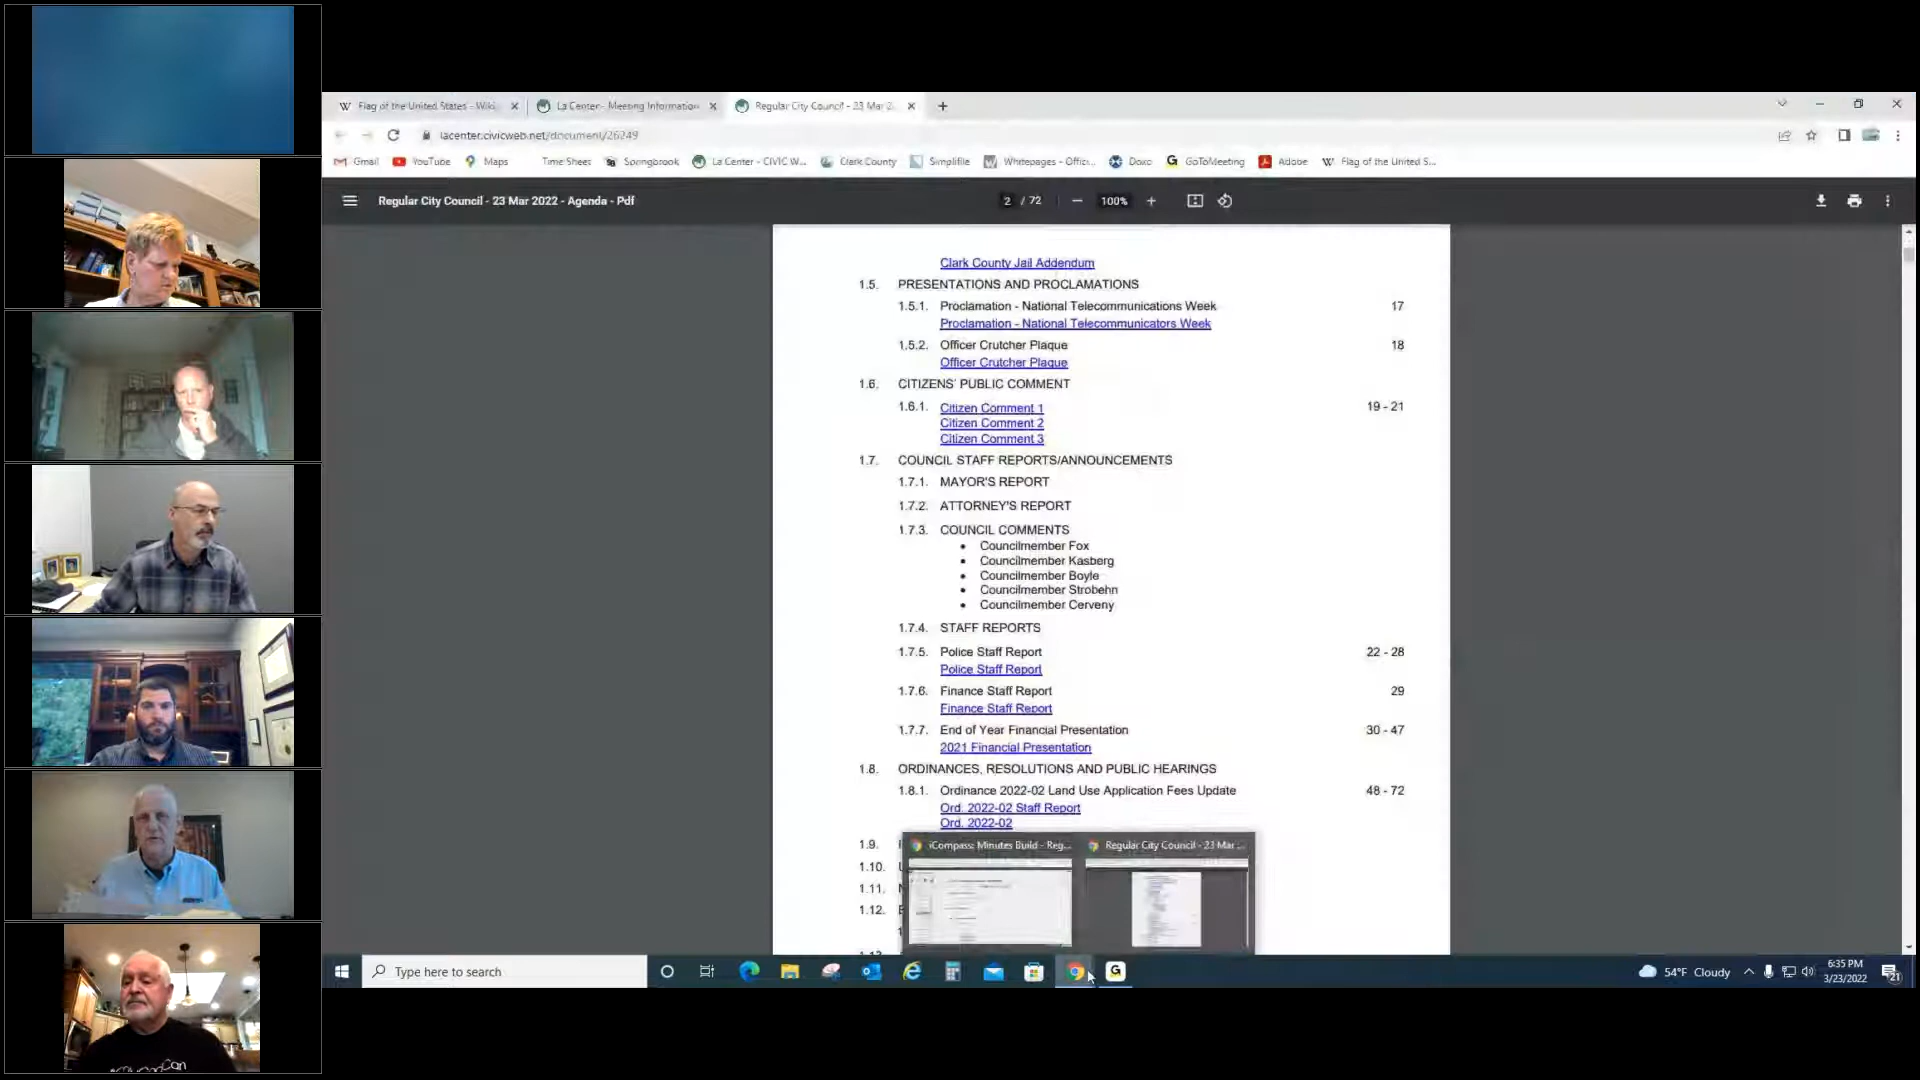 Flag of the United States - Wiki
La Center - Meeting Information
Regular City Council - 23 Mar 2
lacenter.civicweb.net/document/26249
Gmail
YouTube
Maps
Time Sheet
Springbrook
La Center - CIVIC W...
Clark County
Simplifile
Whitepages - Offici...
Doxo
GoToMeeting
Adobe
Flag of the United S...
Regular City Council - 23 Mar 2022 - Agenda - Pdf
2 / 72
100%
Clark County Jail Addendum
1.5. PRESENTATIONS AND PROCLAMATIONS
1.5.1. Proclamation - National Telecommunications Week 17
Proclamation - National Telecommunicators Week
1.5.2. Officer Crutcher Plaque 18
Officer Crutcher Plaque
1.6. CITIZENS' PUBLIC COMMENT
1.6.1. Citizen Comment 1 19 - 21
Citizen Comment 2
Citizen Comment 3
1.7. COUNCIL STAFF REPORTS/ANNOUNCEMENTS
1.7.1. MAYOR'S REPORT
1.7.2. ATTORNEY'S REPORT
1.7.3. COUNCIL COMMENTS
• Councilmember Fox
• Councilmember Kasberg
• Councilmember Boyle
• Councilmember Strobehn
• Councilmember Cerveny
1.7.4. STAFF REPORTS
1.7.5. Police Staff Report 22 - 28
Police Staff Report
1.7.6. Finance Staff Report 29
Finance Staff Report
1.7.7. End of Year Financial Presentation 30 - 47
2021 Financial Presentation
1.8. ORDINANCES, RESOLUTIONS AND PUBLIC HEARINGS
1.8.1. Ordinance 2022-02 Land Use Application Fees Update 48 - 72
Ord. 2022-02 Staff Report
Ord. 2022-02
1.9.
1.10.
1.11.
1.12.
iCompass: Minutes Build - Reg...
Regular City Council - 23 Mar ...
Type here to search
54°F Cloudy
6:35 PM
3/23/2022
21